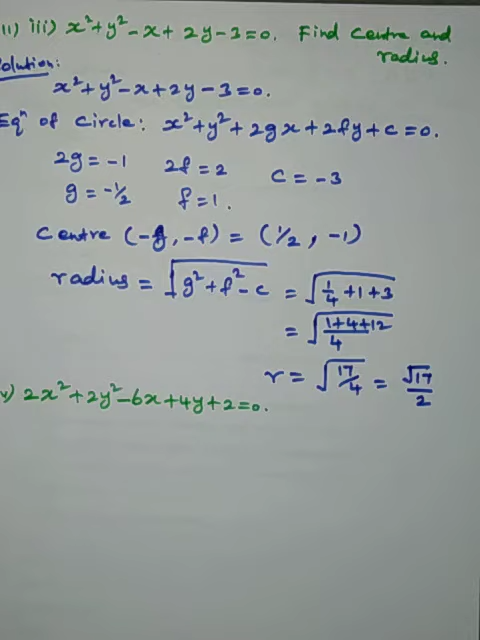 11) iii) x²+y²-x+2y-3=0. Find Centre and
radius.
Solution:
x²+y²-x+2y-3=0.
Eqⁿ of circle: x²+y²+2gx+2fy+c=0.
2g=-1 2f=2 c=-3
g=-1/2 f=1.
Centre (-g,-f) = (1/2, -1)
radius = √(g²+f²-c) = √(1/4+1+3)
= √((1+4+12)/4)
r = √(17/4) = √17/2
v) 2x²+2y²-6x+4y+2=0.